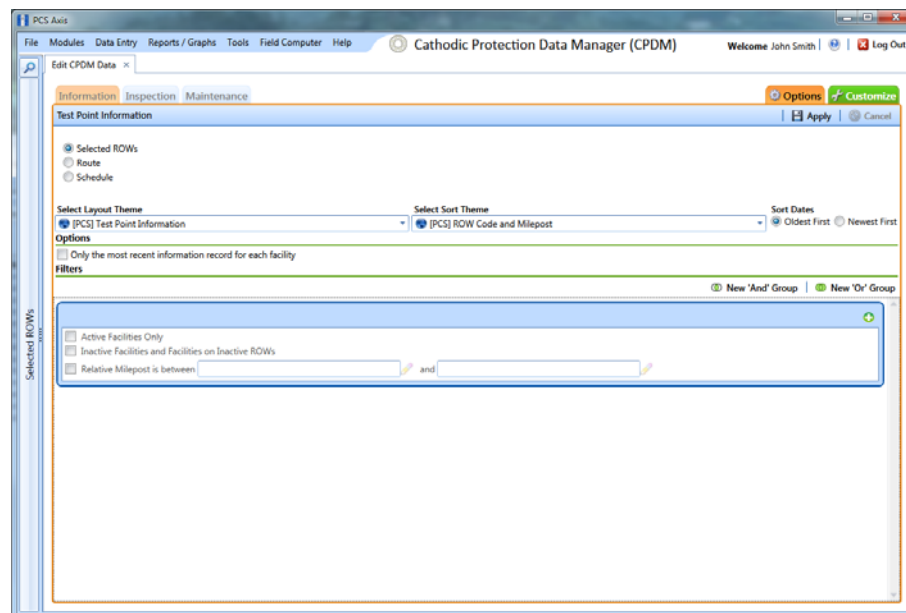 PCS Axis
File Modules Data Entry Reports / Graphs Tools Field Computer Help Cathodic Protection Data Manager (CPDM) Welcome John Smith Log Out
Edit CPDM Data ×
Information Inspection Maintenance Options Customize
Test Point Information Apply Cancel
Selected ROWs
Route
Schedule
Select Layout Theme Select Sort Theme Sort Dates
[PCS] Test Point Information [PCS] ROW Code and Milepost Oldest First Newest First
Options
Only the most recent information record for each facility
Filters
New 'And' Group New 'Or' Group
Active Facilities Only
Inactive Facilities and Facilities on Inactive ROWs
Relative Milepost is between and
Selected ROWs